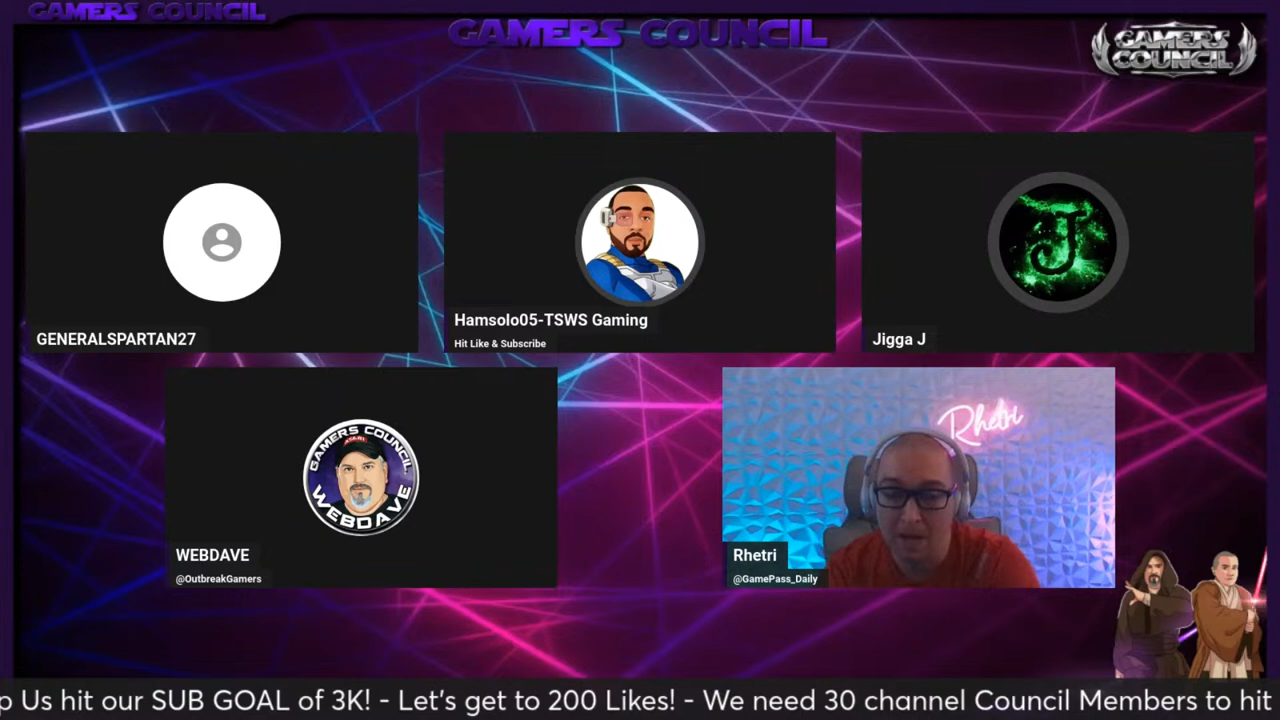 GAMERS COUNCIL
GAMERS COUNCIL
GAMERS
COUNCIL
GENERALSPARTAN27
Hamsolo05-TSWS Gaming
Hit Like & Subscribe
J
Jigga J
GAMERS COUNCIL
ATARI
WEBDAVE
WEBDAVE
@OutbreakGamers
Rhetri
Rhetri
@GamePass_Daily
p Us hit our SUB GOAL of 3K! - Let's get to 200 Likes! - We need 30 channel Council Members to hit